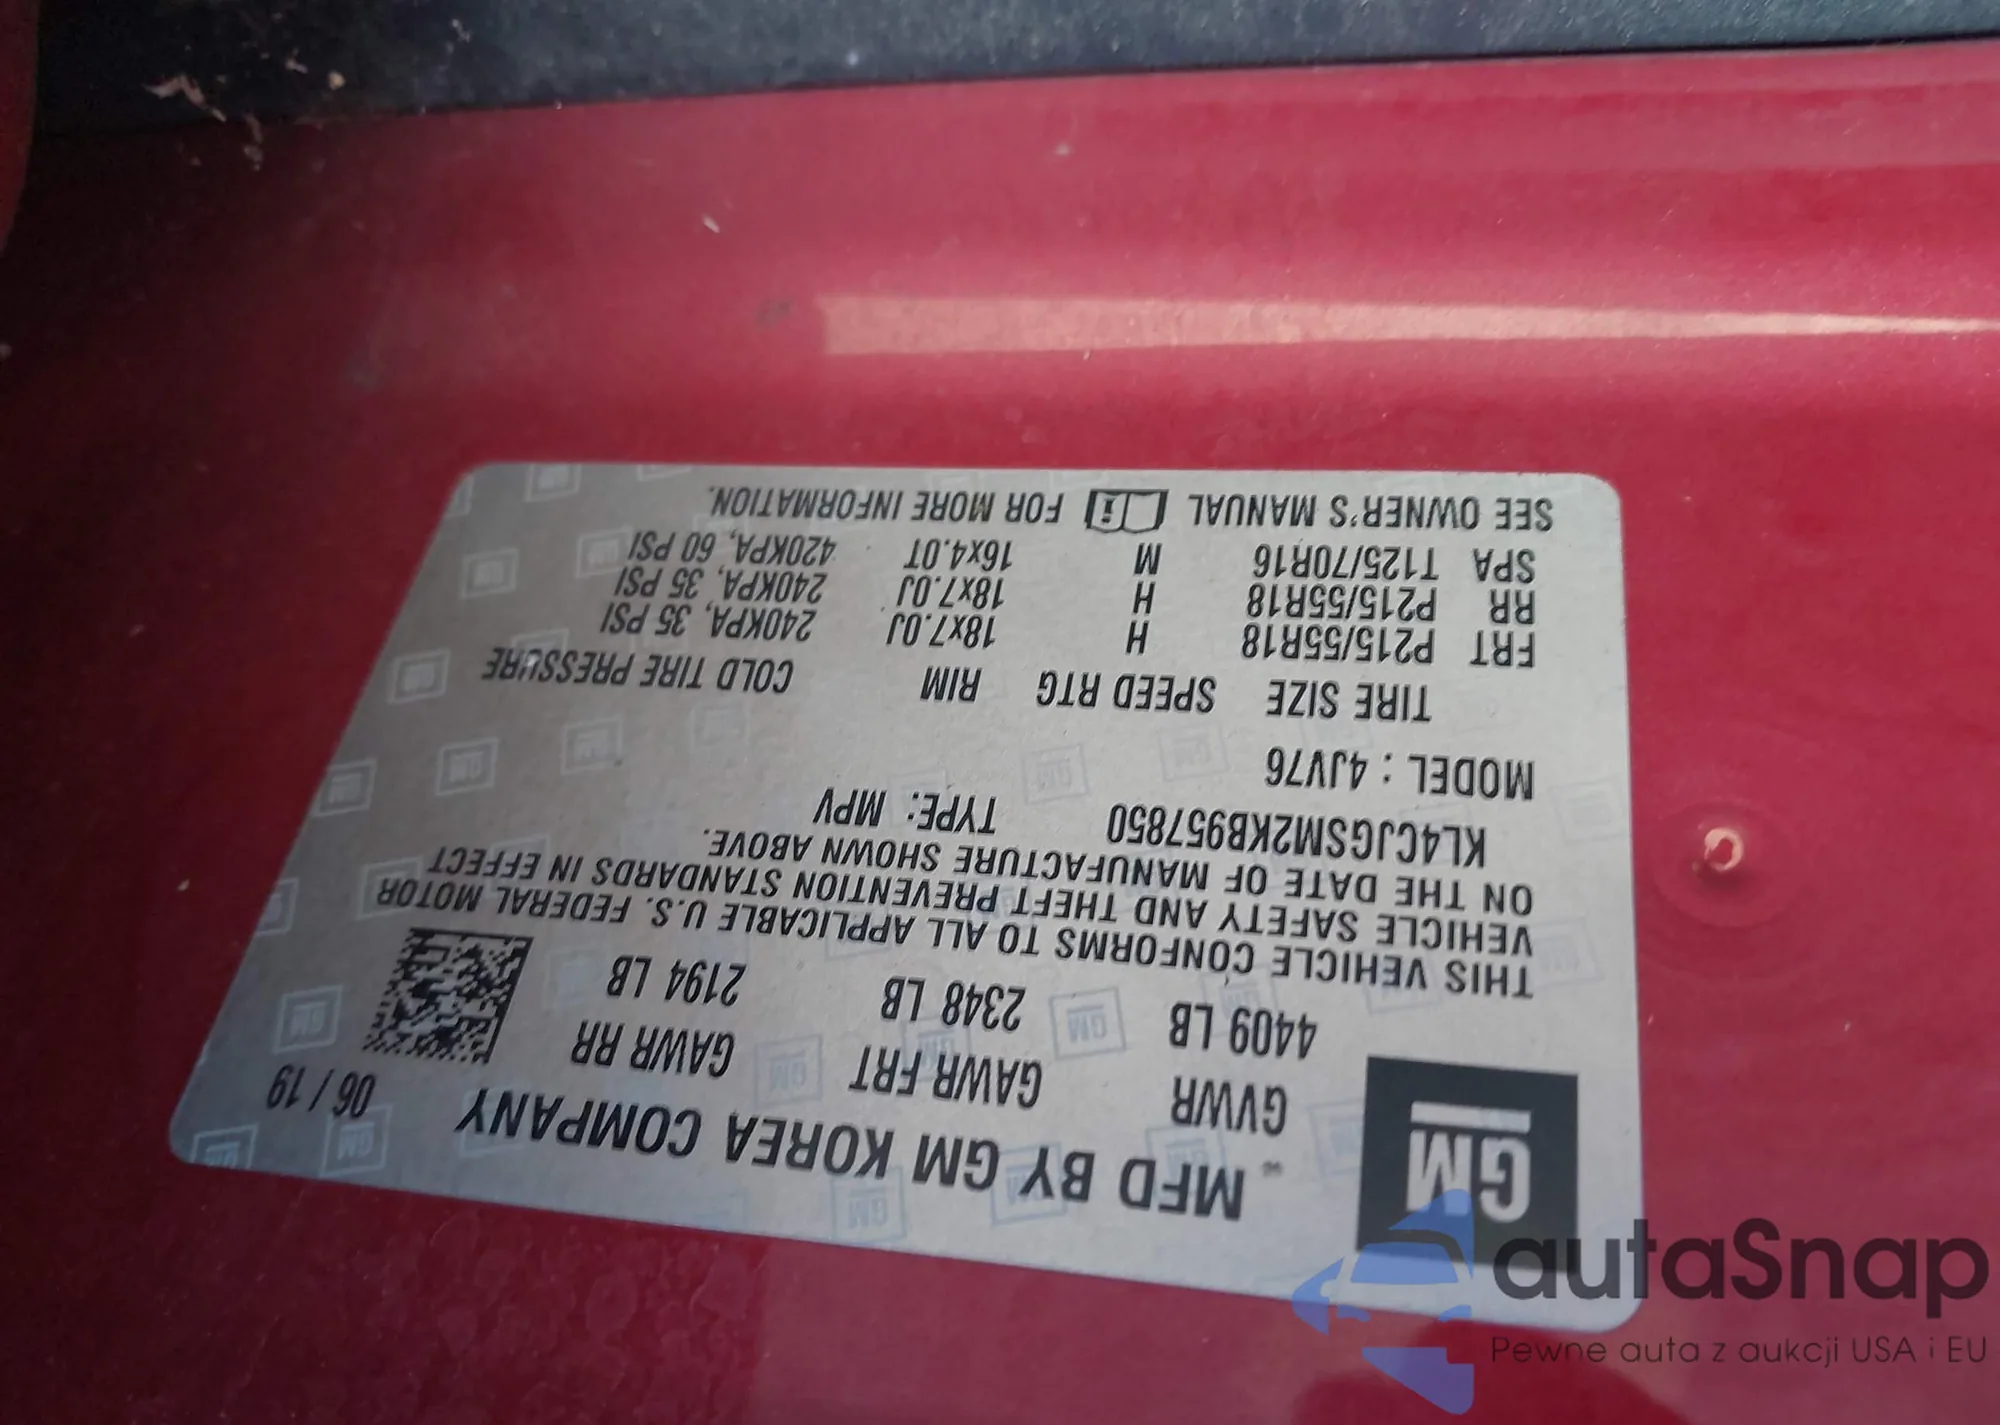 GM
MFD BY GM KOREA COMPANY
06 / 19
GVWR GAWR FRT GAWR RR
4409 LB 2348 LB 2194 LB
THIS VEHICLE CONFORMS TO ALL APPLICABLE U.S. FEDERAL MOTOR
VEHICLE SAFETY AND THEFT PREVENTION STANDARDS IN EFFECT
ON THE DATE OF MANUFACTURE SHOWN ABOVE.
KL4CJGSM2KB957850 TYPE: MPV
MODEL : 4JV76
TIRE SIZE SPEED RTG RIM COLD TIRE PRESSURE
FRT P215/55R18 H 18x7.0J 240KPA, 35 PSI
RR P215/55R18 H 18x7.0J 240KPA, 35 PSI
SPA T125/70R16 M 16x4.0T 420KPA, 60 PSI
SEE OWNER'S MANUAL FOR MORE INFORMATION.
autaSnap
Pewne auta z aukcji USA i EU